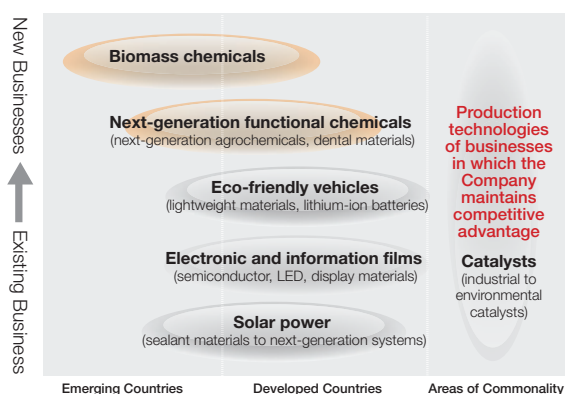 New Businesses
Existing Business
Biomass chemicals
Next-generation functional chemicals
(next-generation agrochemicals, dental materials)
Eco-friendly vehicles
(lightweight materials, lithium-ion batteries)
Electronic and information films
(semiconductor, LED, display materials)
Solar power
(sealant materials to next-generation systems)
Production
technologies
of businesses
in which the
Company
maintains
competitive
advantage
Catalysts
(industrial to
environmental
catalysts)
Emerging Countries
Developed Countries
Areas of Commonality